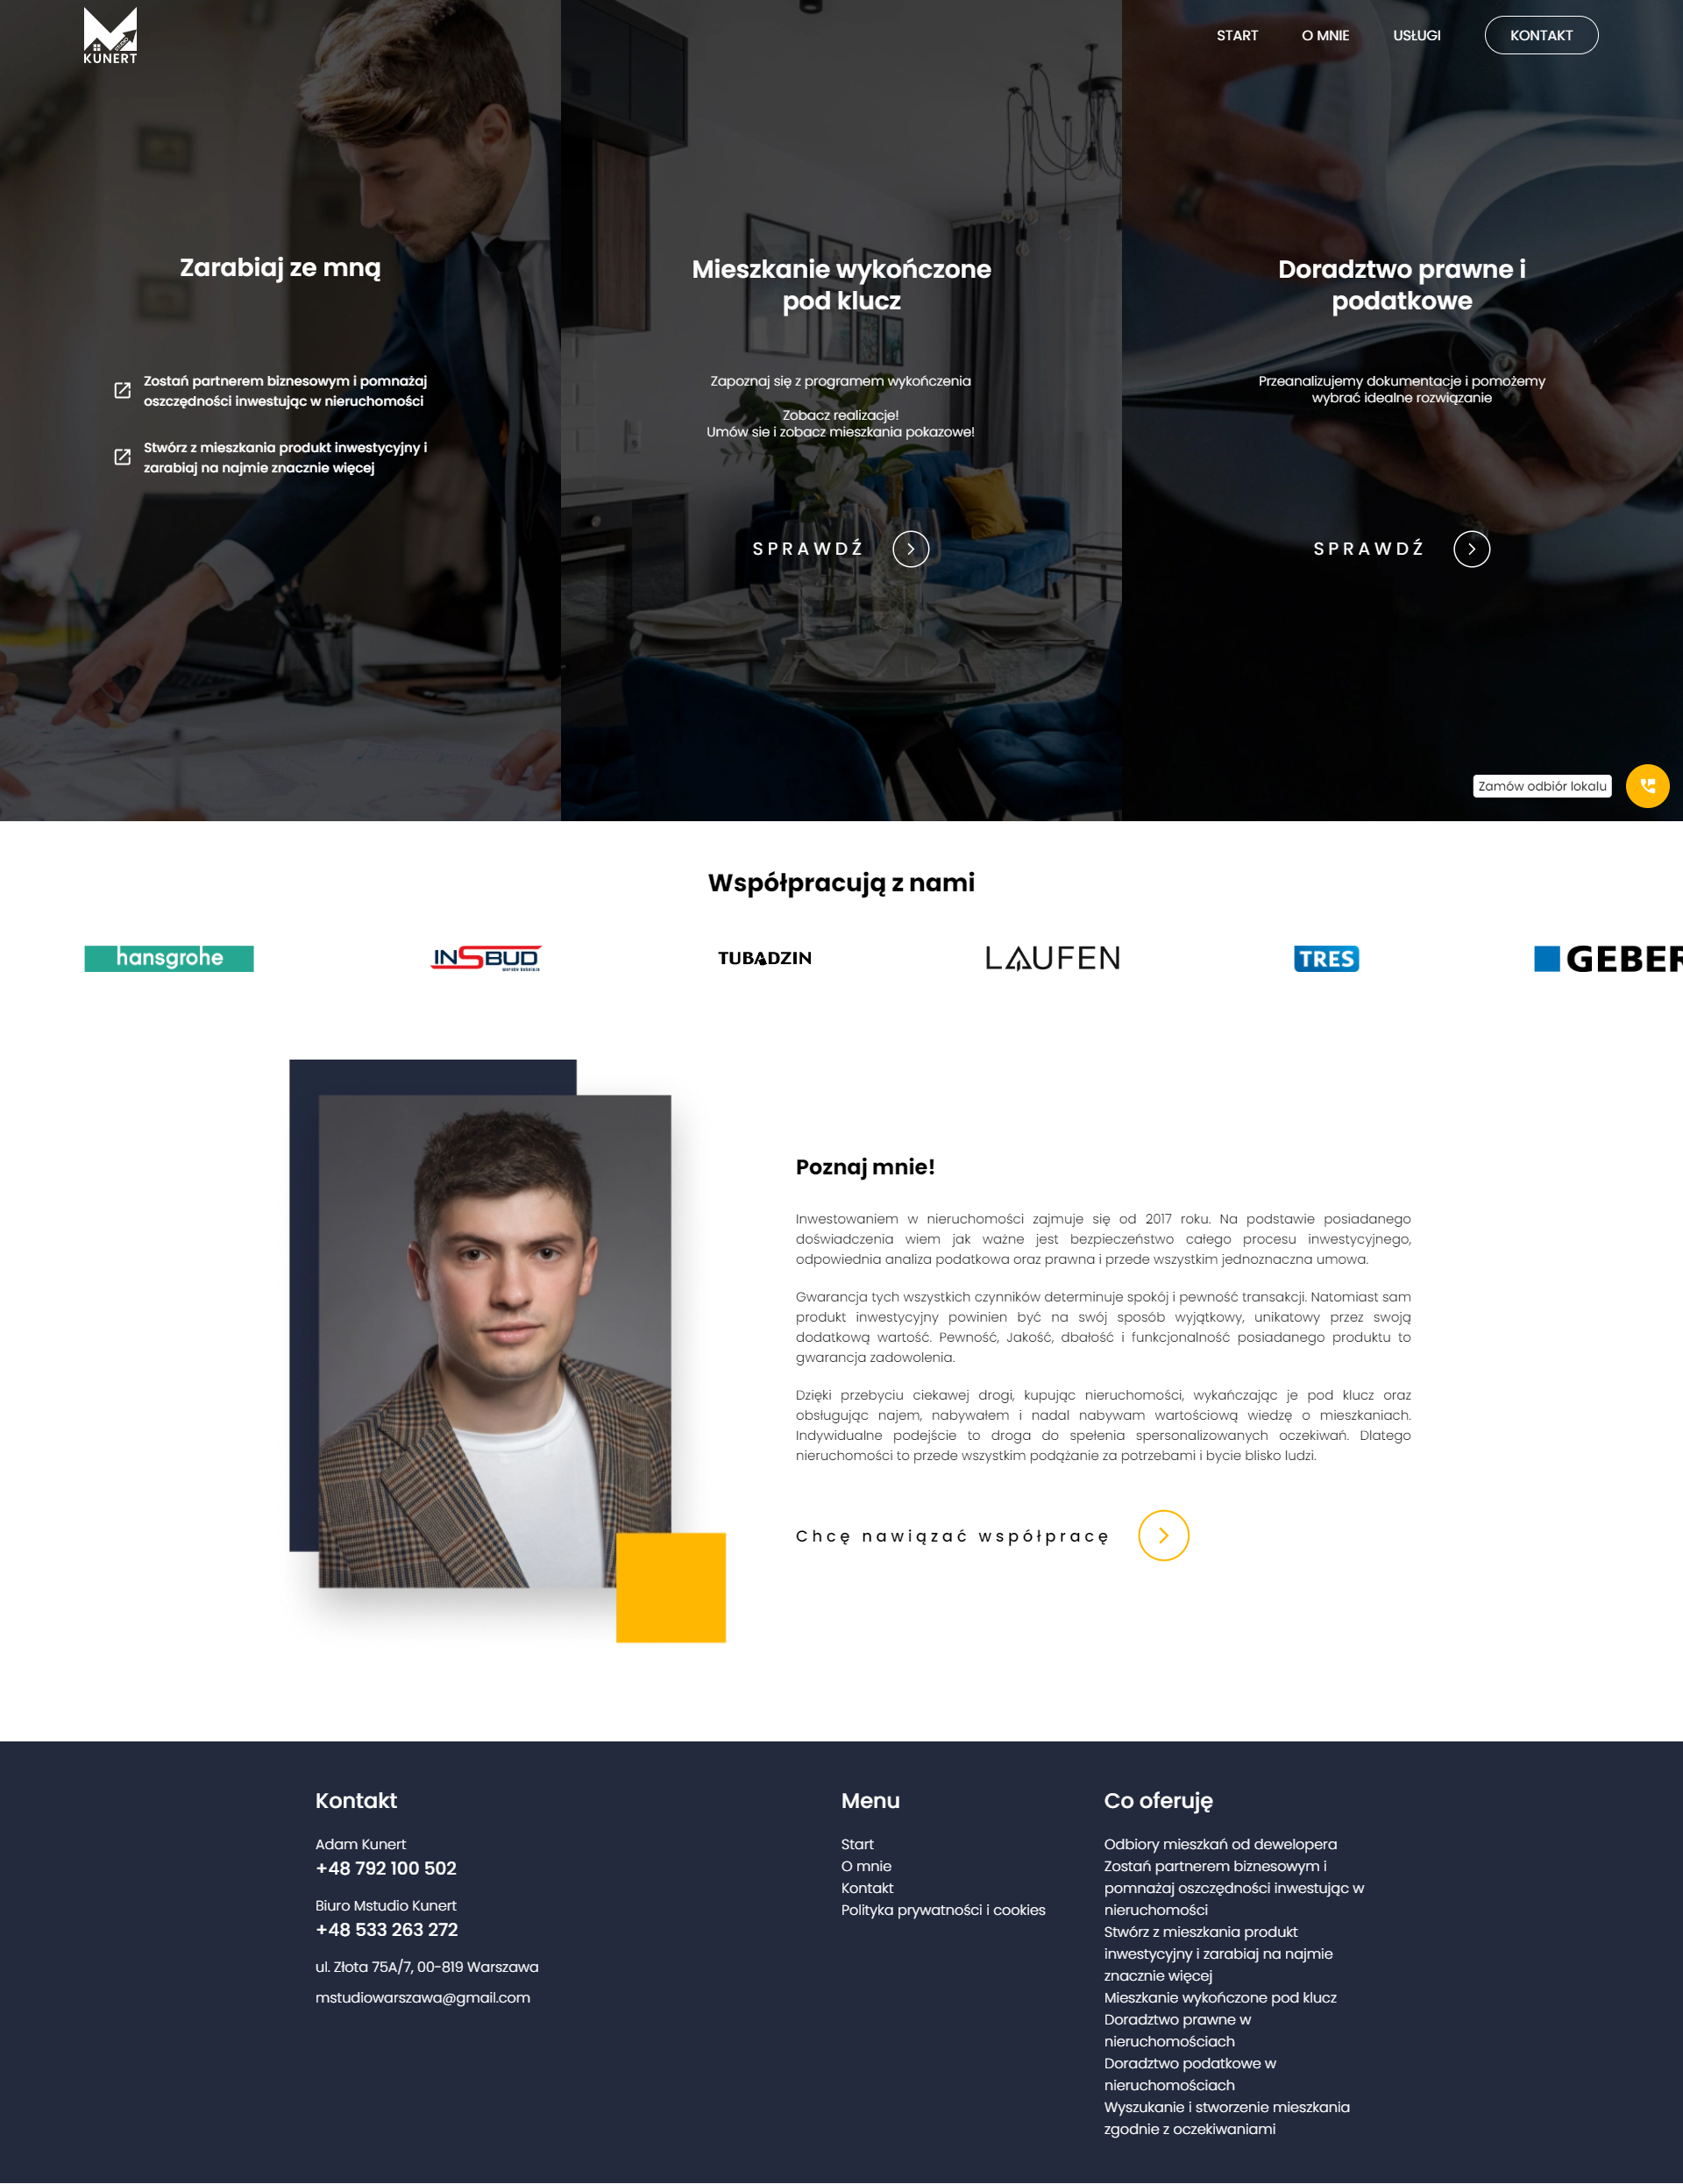 KUNERT
START
O MNIE
USŁUGI
KONTAKT
Zarabiaj ze mną
Zostań partnerem biznesowym i pomnażaj
oszczędności inwestując w nieruchomości
Stwórz z mieszkania produkt inwestycyjny i
zarabiaj na najmie znacznie więcej
Mieszkanie wykończone
pod klucz
Zapoznaj się z programem wykończenia
Zobacz realizacje!
Umów sie i zobacz mieszkania pokazowe!
SPRAWDŹ
Doradztwo prawne i
podatkowe
Przeanalizujemy dokumentacje i pomożemy
wybrać idealne rozwiązanie
SPRAWDŹ
Zamów odbiór lokalu
Współpracują z nami
hansgrohe
INSBUD
TUBĄDZIN
LAUFEN
TRES
GEBER
Poznaj mnie!
Inwestowaniem w nieruchomości zajmuje się od 2017 roku. Na podstawie posiadanego
doświadczenia wiem jak ważne jest bezpieczeństwo całego procesu inwestycyjnego,
odpowiednia analiza podatkowa oraz prawna i przede wszystkim jednoznaczna umowa.
Gwarancja tych wszystkich czynników determinuje spokój i pewność transakcji. Natomiast sam
produkt inwestycyjny powinien być na swój sposób wyjątkowy, unikatowy przez swoją
dodatkową wartość. Pewność, Jakość, dbałość i funkcjonalność posiadanego produktu to
gwarancja zadowolenia.
Dzięki przebyciu ciekawej drogi, kupując nieruchomości, wykańczając je pod klucz oraz
obsługując najem, nabywałem i nadal nabywam wartościową wiedzę o mieszkaniach.
Indywidualne podejście to droga do spełenia spersonalizowanych oczekiwań. Dlatego
nieruchomości to przede wszystkim podążanie za potrzebami i bycie blisko ludzi.
Chcę nawiązać współpracę
Kontakt
Adam Kunert
+48 792 100 502
Biuro Mstudio Kunert
+48 533 263 272
ul. Złota 75A/7, 00-819 Warszawa
mstudiowarszawa@gmail.com
Menu
Start
O mnie
Kontakt
Polityka prywatności i cookies
Co oferuję
Odbiory mieszkań od dewelopera
Zostań partnerem biznesowym i
pomnażaj oszczędności inwestując w
nieruchomości
Stwórz z mieszkania produkt
inwestycyjny i zarabiaj na najmie
znacznie więcej
Mieszkanie wykończone pod klucz
Doradztwo prawne w
nieruchomościach
Doradztwo podatkowe w
nieruchomościach
Wyszukanie i stworzenie mieszkania
zgodnie z oczekiwaniami